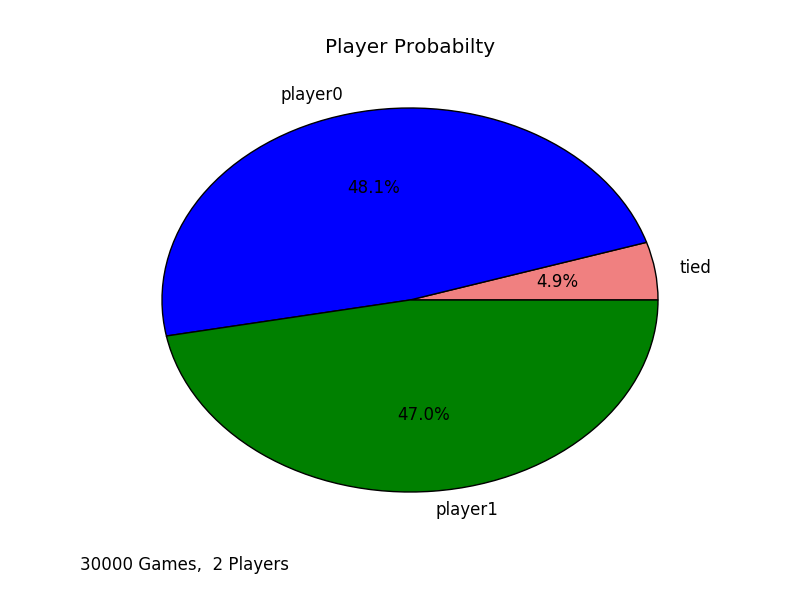 Player Probabilty
player0
48.1%
tied
4.9%
47.0%
player1
30000 Games,  2 Players